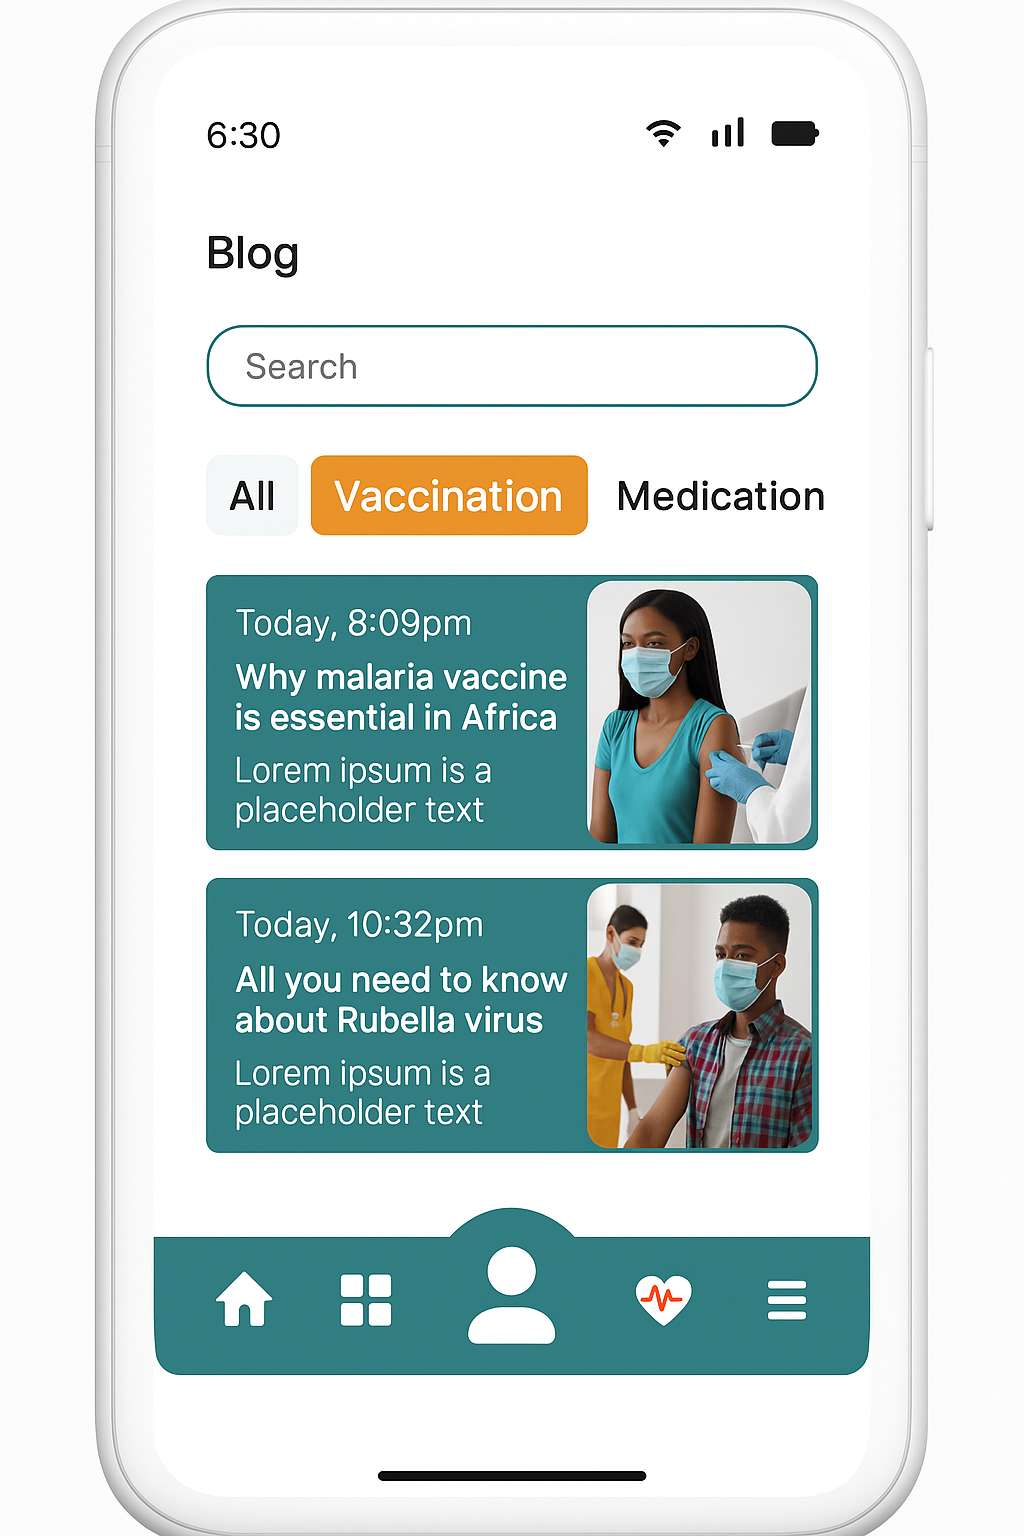 6:30
Blog
Search
All Vaccination Medication
Today, 8:09pm
Why malaria vaccine
is essential in Africa
Lorem ipsum is a
placeholder text
Today, 10:32pm
All you need to know
about Rubella virus
Lorem ipsum is a
placeholder text